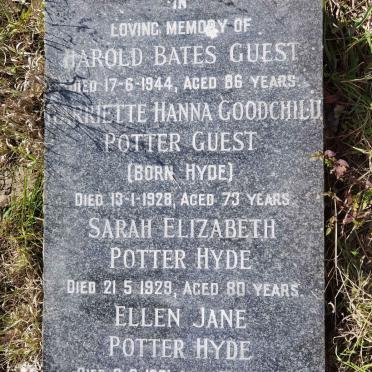 IN
LOVING MEMORY OF
HAROLD BATES GUEST
DIED 17-6-1944, AGED 86 YEARS.
HARRIETTE HANNA GOODCHILD
POTTER GUEST
(BORN HYDE)
DIED 13-1-1928, AGED 73 YEARS.
SARAH ELIZABETH
POTTER HYDE
DIED 21 5 1929, AGED 80 YEARS.
ELLEN JANE
POTTER HYDE
DIED